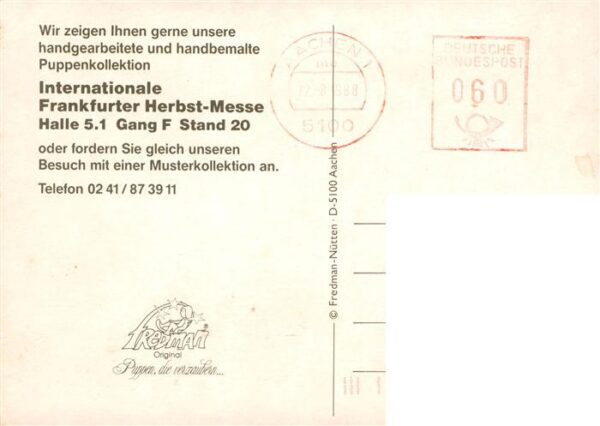 Wir zeigen Ihnen gerne unsere
handgearbeitete und handbemalte
Puppenkollektion
Internationale
Frankfurter Herbst-Messe
Halle 5.1 Gang F Stand 20
oder fordern Sie gleich unseren
Besuch mit einer Musterkollektion an.
Telefon 02 41 / 87 39 11
AACHEN 1
5100
DEUTSCHE
BUNDESPOST
060
© Fredman-Nütten · D-5100 Aachen
FREDMAN®
Original
Puppen, die verzaubern...